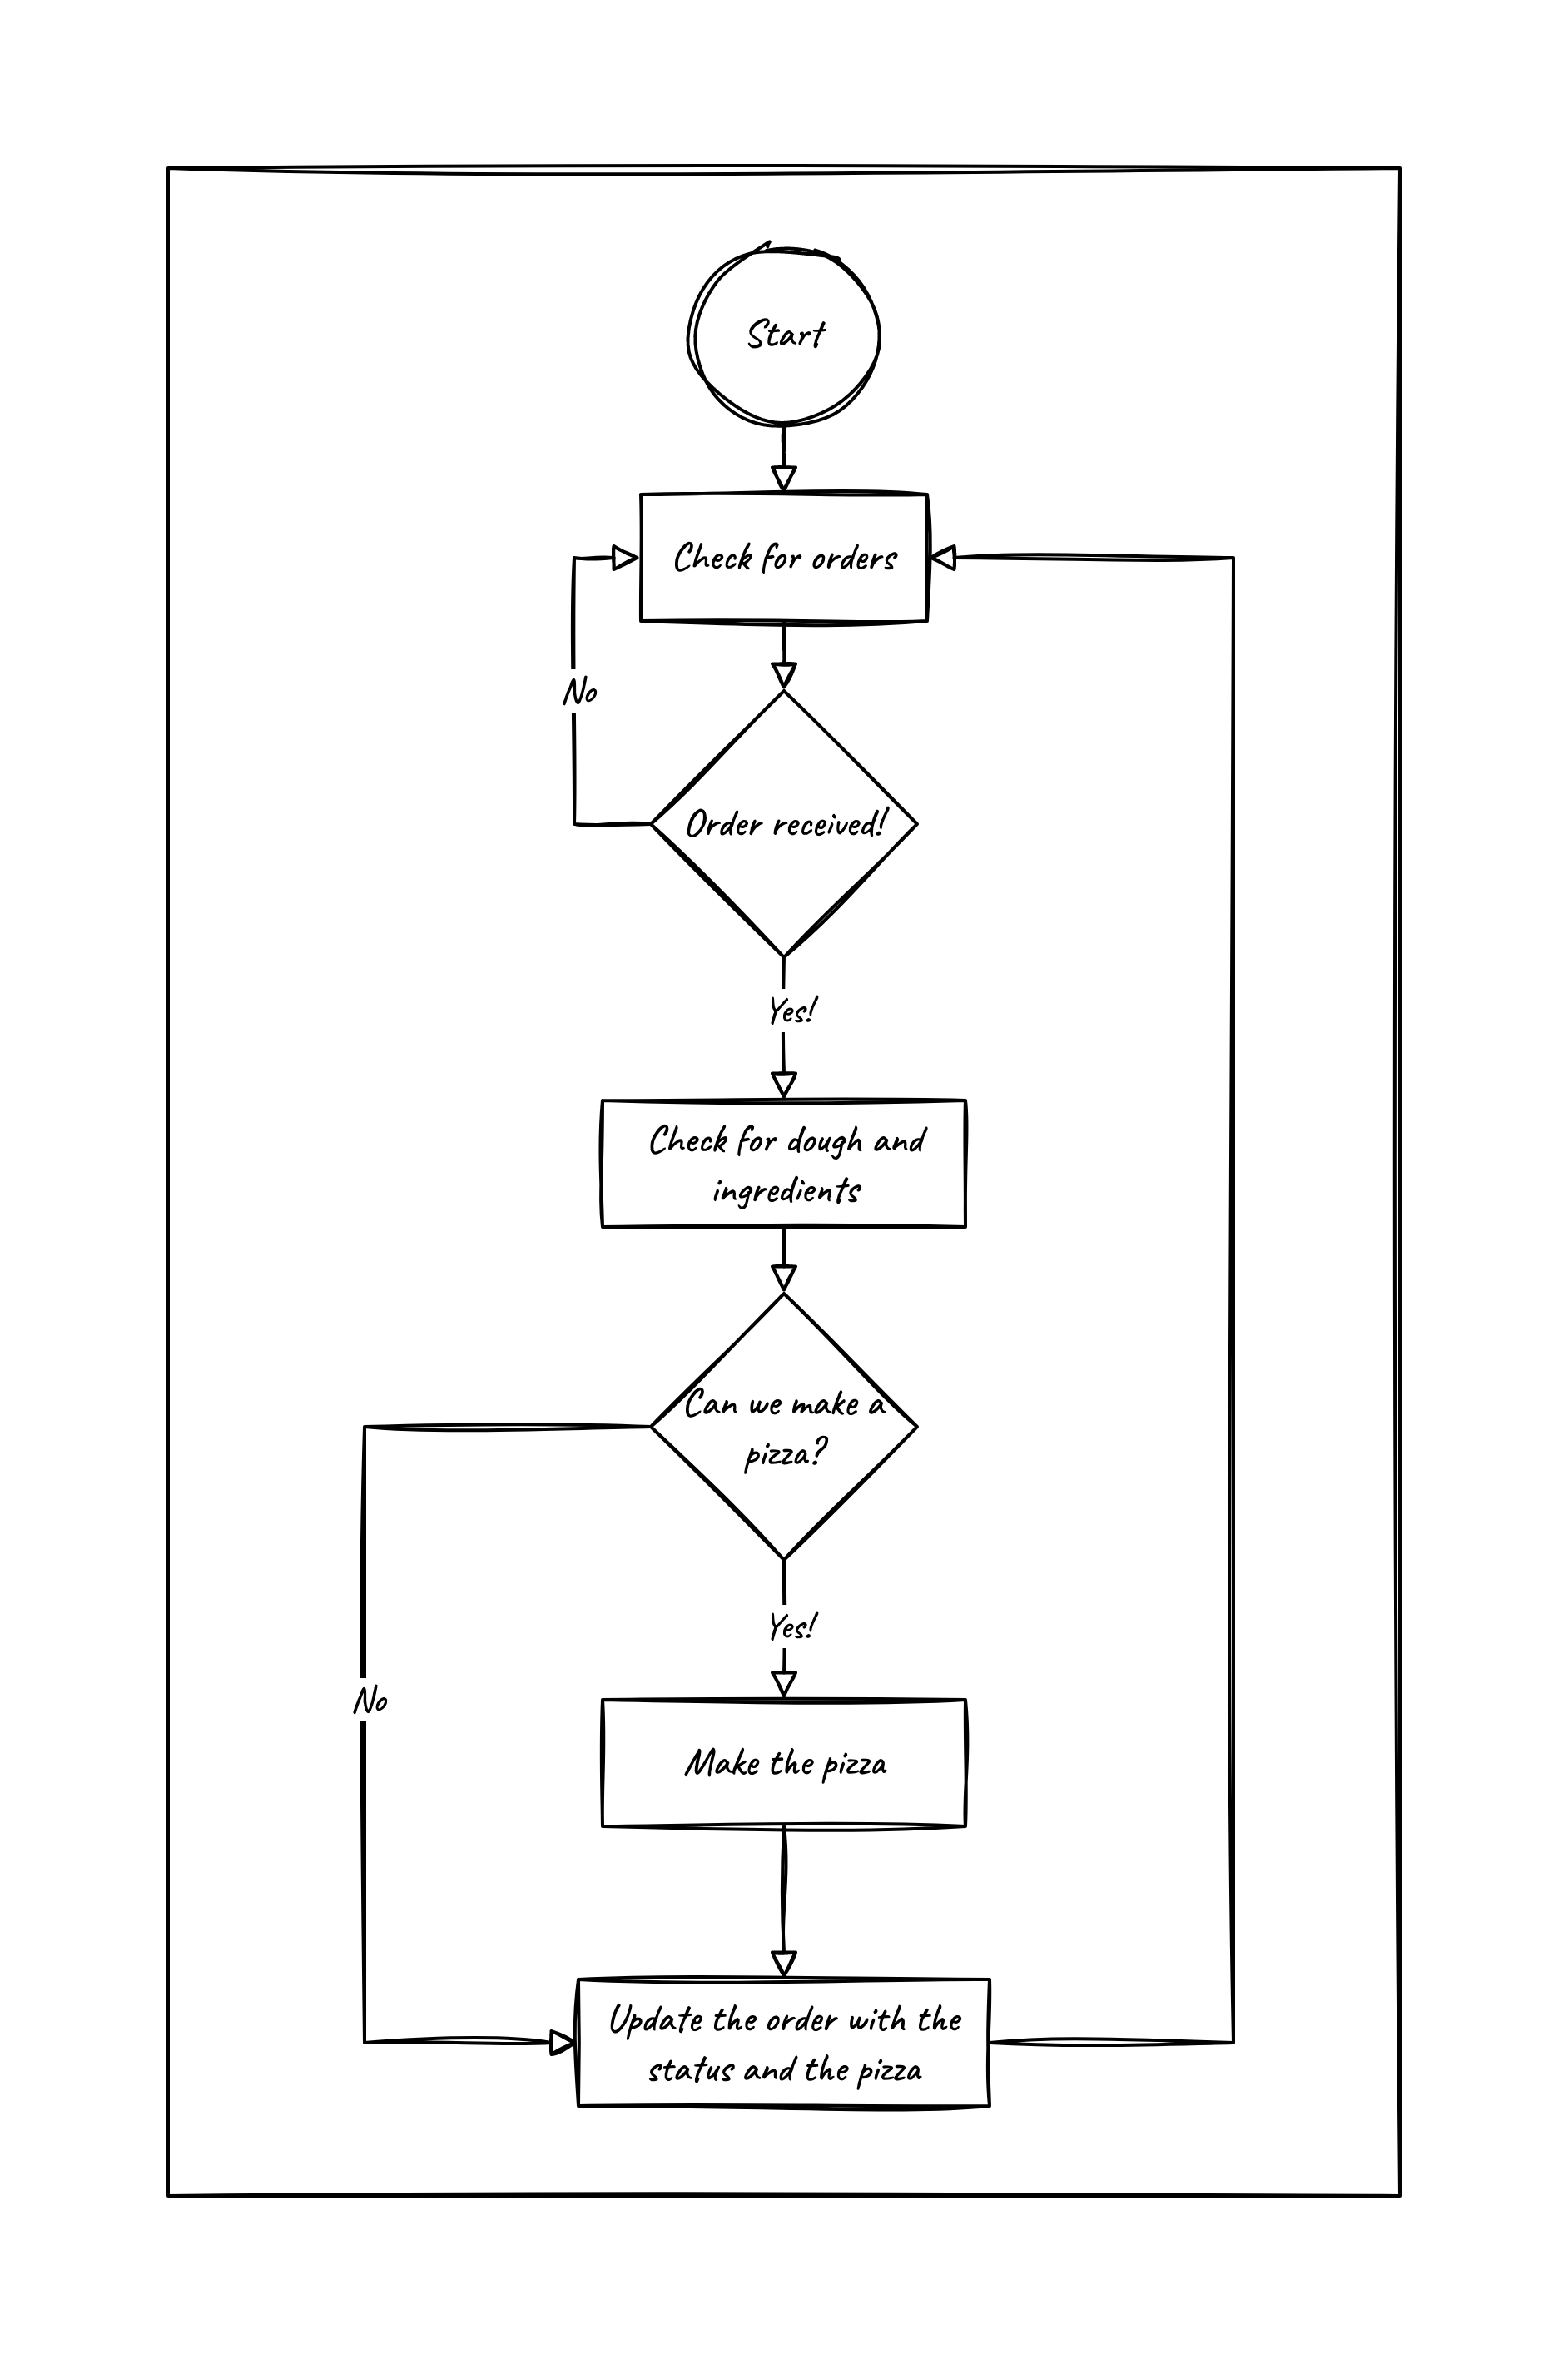 Start
Check for orders
No
Order received!
Yes!
Check for dough and
ingredients
Can we make a
pizza?
Yes!
No
Make the pizza
Update the order with the
status and the pizza